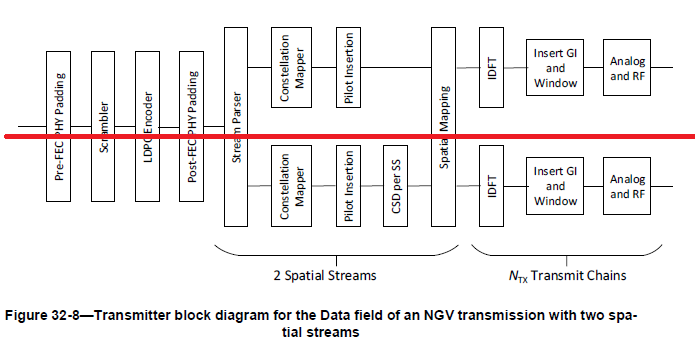 Pre-FEC PHY Padding
Scrambler
LDPC Encoder
Post-FEC PHY Padding
Stream Parser
Constellation
Mapper
Pilot Insertion
Spatial Mapping
IDFT
Insert GI
and
Window
Analog
and RF
Constellation
Mapper
Pilot Insertion
CSD per SS
IDFT
Insert GI
and
Window
Analog
and RF
2 Spatial Streams
NTX Transmit Chains
Figure 32-8—Transmitter block diagram for the Data field of an NGV transmission with two spa-
tial streams